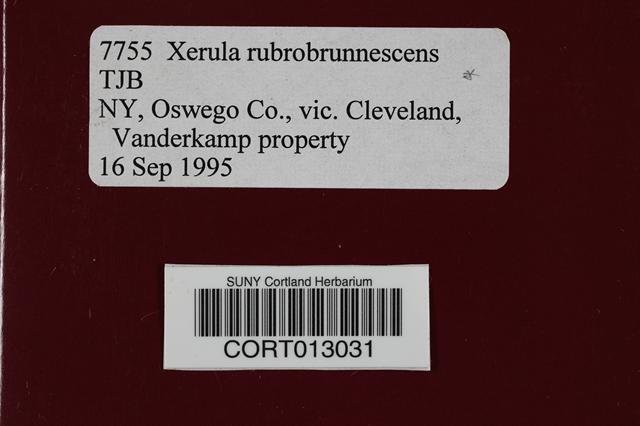 7755 Xerula rubrobrunnescens
TJB
NY, Oswego Co., vic. Cleveland,
Vanderkamp property
16 Sep 1995
SUNY Cortland Herbarium
CORT013031